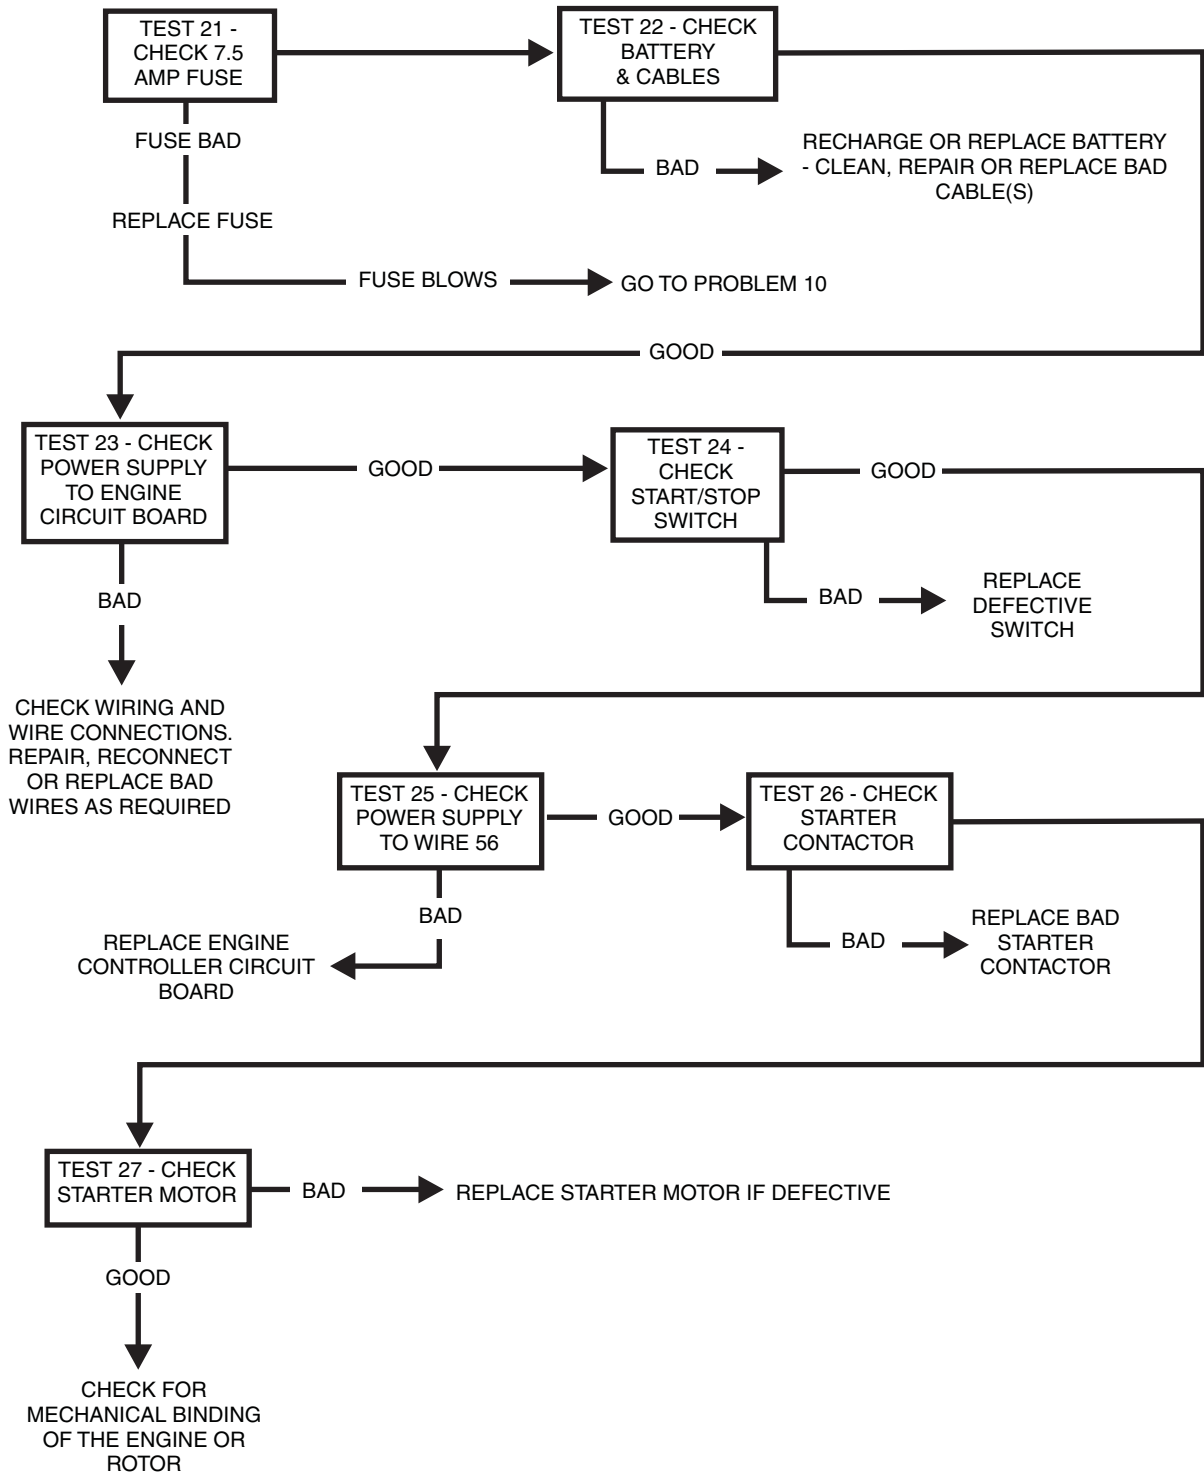 TEST 21 -
CHECK 7.5
AMP FUSE
TEST 22 - CHECK
BATTERY
& CABLES
FUSE BAD
REPLACE FUSE
FUSE BLOWS
GO TO PROBLEM 10
BAD
RECHARGE OR REPLACE BATTERY
- CLEAN, REPAIR OR REPLACE BAD
CABLE(S)
GOOD
TEST 23 - CHECK
POWER SUPPLY
TO ENGINE
CIRCUIT BOARD
GOOD
TEST 24 -
CHECK
START/STOP
SWITCH
GOOD
BAD
REPLACE
DEFECTIVE
SWITCH
BAD
CHECK WIRING AND
WIRE CONNECTIONS.
REPAIR, RECONNECT
OR REPLACE BAD
WIRES AS REQUIRED
TEST 25 - CHECK
POWER SUPPLY
TO WIRE 56
GOOD
TEST 26 - CHECK
STARTER
CONTACTOR
BAD
REPLACE ENGINE
CONTROLLER CIRCUIT
BOARD
BAD
REPLACE BAD
STARTER
CONTACTOR
TEST 27 - CHECK
STARTER MOTOR
BAD
REPLACE STARTER MOTOR IF DEFECTIVE
GOOD
CHECK FOR
MECHANICAL BINDING
OF THE ENGINE OR
ROTOR